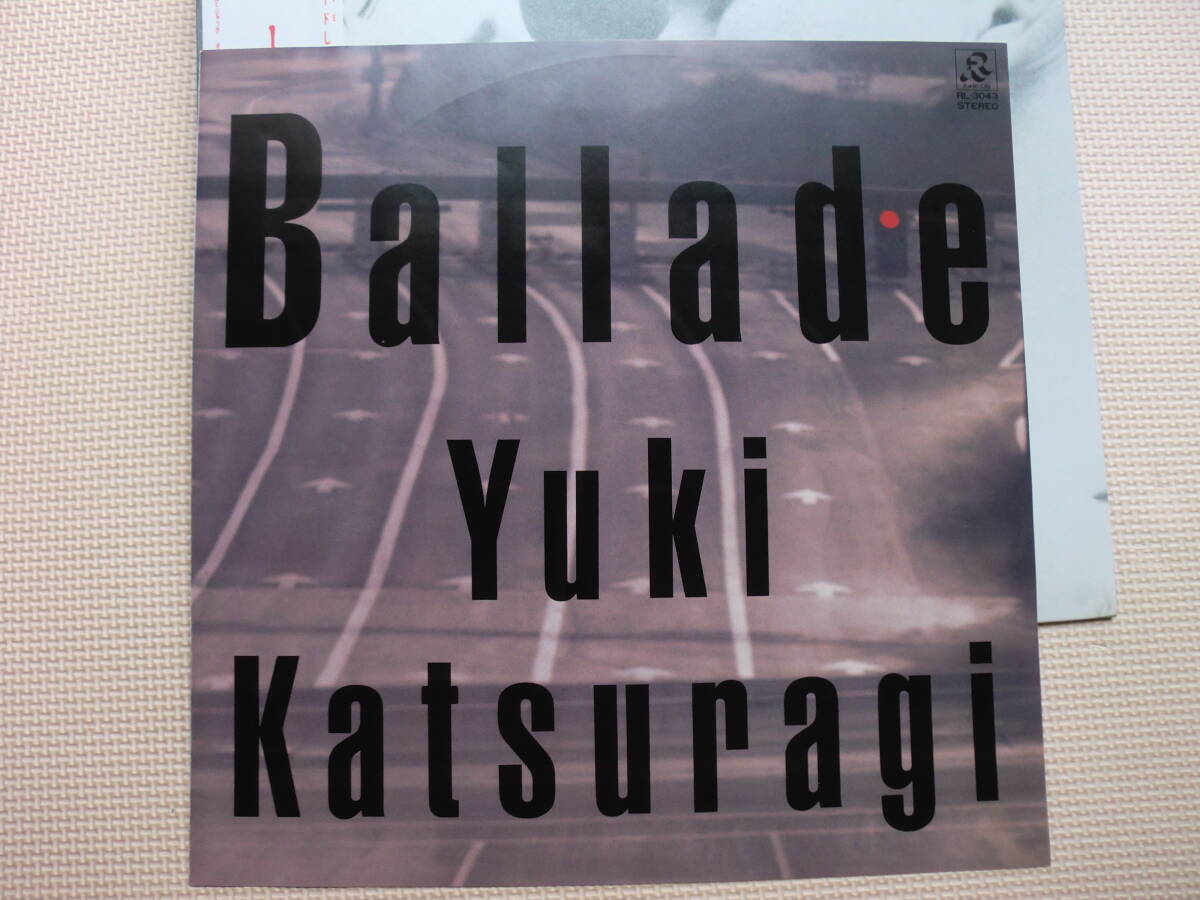 RL-3043
STEREO
Ballade
Yuki
Katsuragi